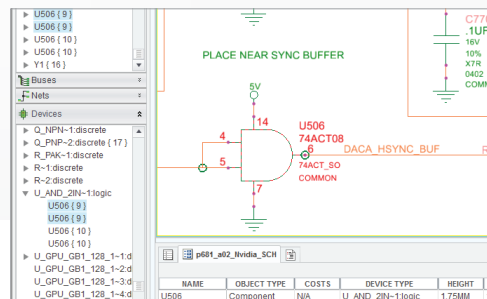 U506 { 9 }
U506 { 9 }
U506 { 10 }
U506 { 10 }
Y1 { 16 }
Buses
Nets
Devices
Q_NPN~1:discrete
Q_PNP~2:discrete { 17 }
R_PAK~1:discrete
R~1:discrete
R~2:discrete
U_AND_2IN~1:logic
U506 { 9 }
U506 { 9 }
U506 { 10 }
U506 { 10 }
U_GPU_GB1_128_1~1:d
U_GPU_GB1_128_1~2:d
U_GPU_GB1_128_1~3:d
U_GPU_GB1_128_1~4:d
PLACE NEAR SYNC BUFFER
5V
14
4
5
6
7
U506
74ACT08
74ACT_SO
COMMON
DACA_HSYNC_BUF
R
C77
.1UF
16V
10%
X7R
0402
COMM
p681_a02_Nvidia_SCH
NAME OBJECT TYPE COSTS DEVICE TYPE HEIGHT
U506 Component N/A U_AND_2IN~1:logic 1.75MM